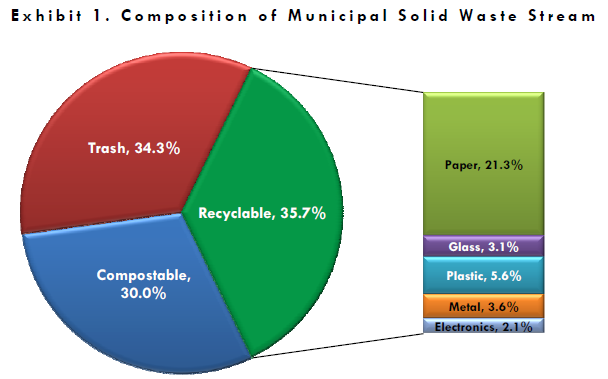 Exhibit 1. Composition of Municipal Solid Waste Stream
Trash, 34.3%
Recyclable, 35.7%
Compostable,
30.0%
Paper, 21.3%
Glass, 3.1%
Plastic, 5.6%
Metal, 3.6%
Electronics, 2.1%